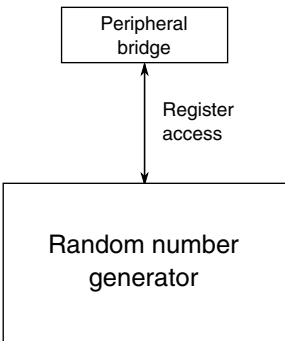 Peripheral
bridge
Register
access
Random number
generator